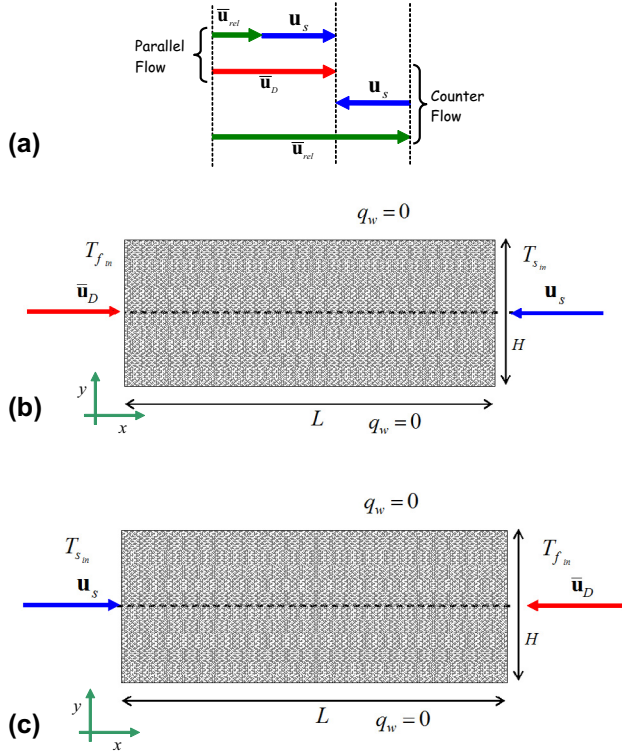 ū_rel u_s
Parallel
Flow
ū_D
u_s
Counter
Flow
ū_rel
(a)
q_w = 0
T_f_in
T_s_in
ū_D
u_s
H
y
x
L
q_w = 0
(b)
q_w = 0
T_s_in
T_f_in
u_s
ū_D
H
y
x
L
q_w = 0
(c)